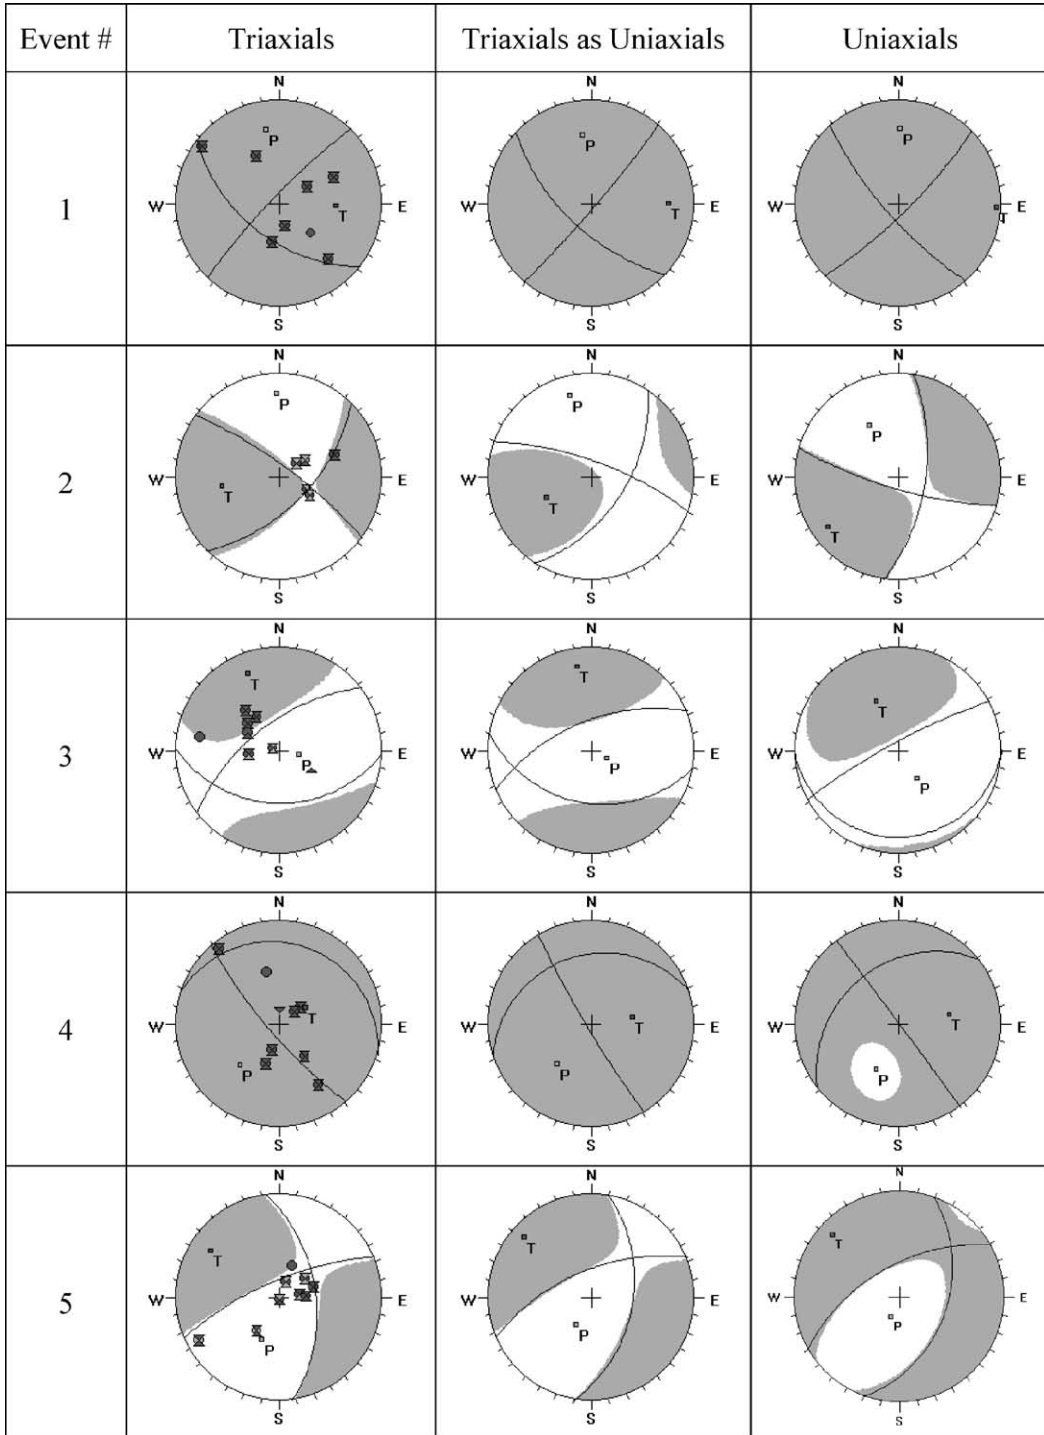 Event # Triaxials Triaxials as Uniaxials Uniaxials
N N N
P P P
1 W T E W T E W T E
S S S
N N N
P P P
2 W T E W T E W T E
S S S
N N N
T T T
3 W P E W P E W P E
S S S
N N N
4 W T E W T E W T E
P P P
S S S
N N N
T T T
5 W E W E W E
P P P
S S S